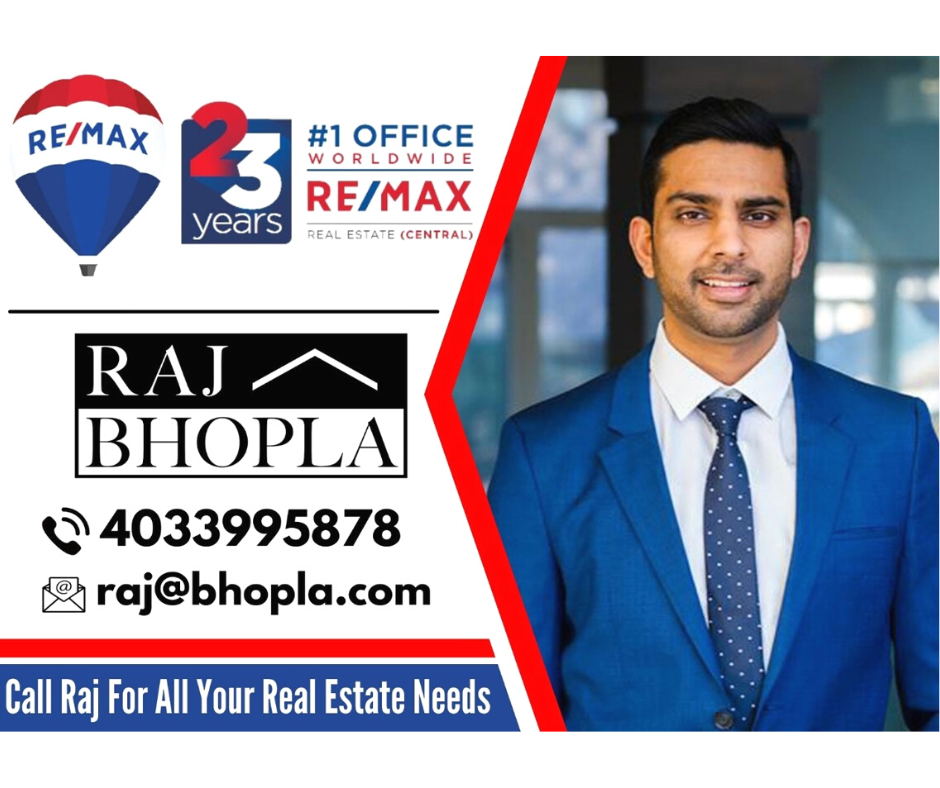 RE/MAX
23
years
#1 OFFICE
WORLDWIDE
RE/MAX
REAL ESTATE (CENTRAL)
RAJ
BHOPLA
4033995878
@
raj@bhopla.com
Call Raj For All Your Real Estate Needs